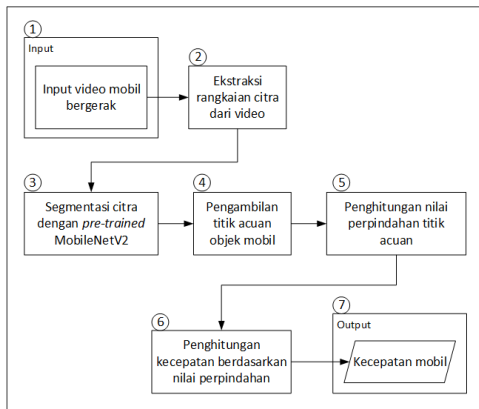 1
Input
Input video mobil
bergerak
2
Ekstraksi
rangkaian citra
dari video
3
Segmentasi citra
dengan pre-trained
MobileNetV2
4
Pengambilan
titik acuan
objek mobil
5
Penghitungan nilai
perpindahan titik
acuan
6
Penghitungan
kecepatan berdasarkan
nilai perpindahan
7
Output
Kecepatan mobil